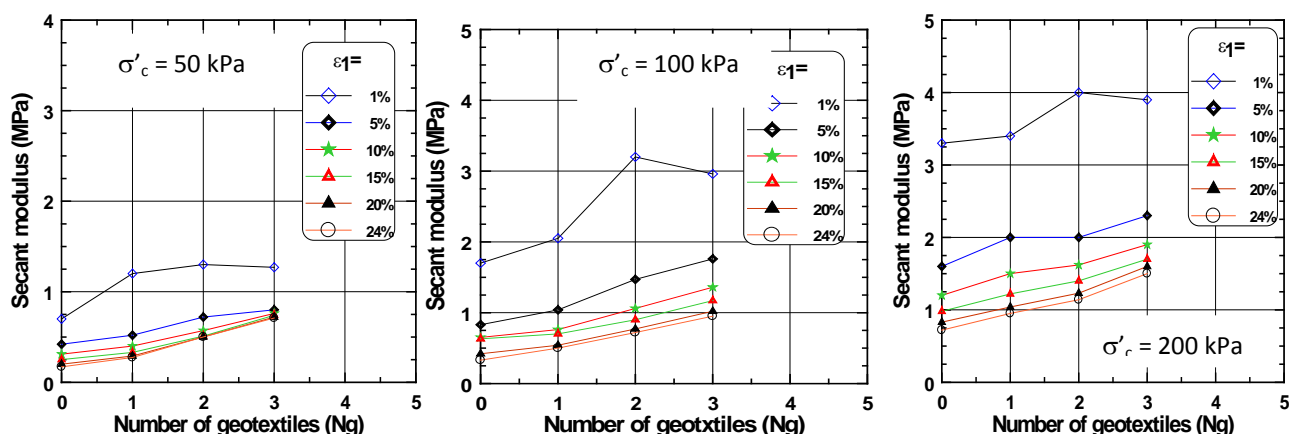 4
3
2
1
0
Secant modulus (MPa)
σ'c = 50 kPa
ε1=
1%
5%
10%
15%
20%
24%
0 1 2 3 4 5
Number of geotextiles (Ng)
5
4
3
2
1
0
Secant modulus (MPa)
σ'c = 100 kPa
ε1=
1%
5%
10%
15%
20%
24%
0 1 2 3 4 5
Number of geotxtiles (Ng)
5
4
3
2
1
0
Secant modulus (MPa)
ε1=
1%
5%
10%
15%
20%
24%
σ'c = 200 kPa
0 1 2 3 4 5
Number of geotextiles (Ng)